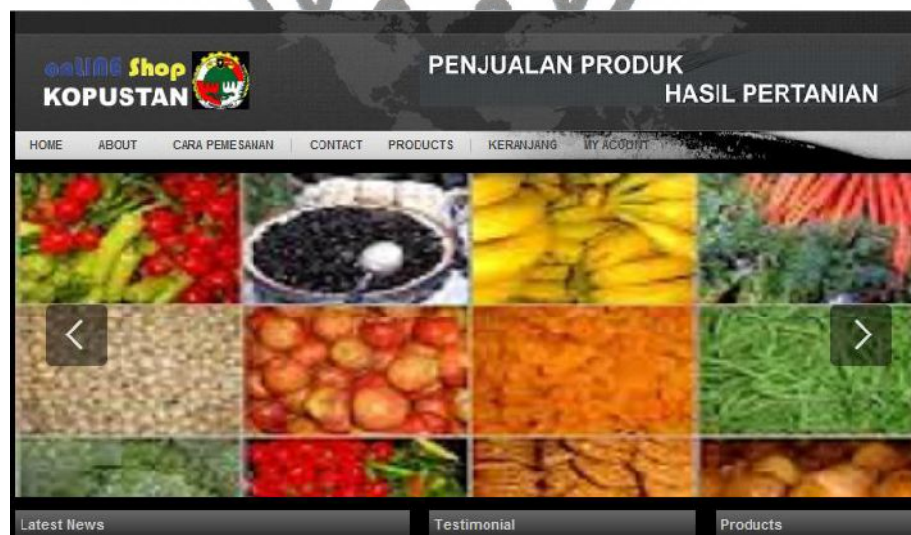 onLINE Shop
KOPUSTAN
PENJUALAN PRODUK
HASIL PERTANIAN
HOME ABOUT CARA PEMESANAN CONTACT PRODUCTS KERANJANG MY ACOUNT
Latest News Testimonial Products